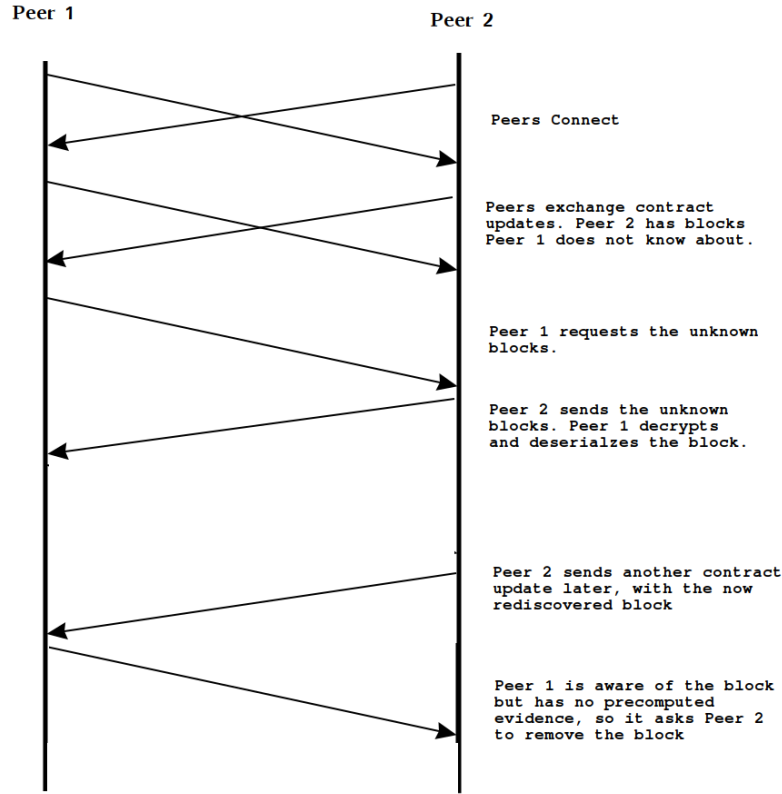 Peer 1
Peer 2
Peers Connect
Peers exchange contract
updates. Peer 2 has blocks
Peer 1 does not know about.
Peer 1 requests the unknown
blocks.
Peer 2 sends the unknown
blocks. Peer 1 decrypts
and deserialzes the block.
Peer 2 sends another contract
update later, with the now
rediscovered block
Peer 1 is aware of the block
but has no precomputed
evidence, so it asks Peer 2
to remove the block